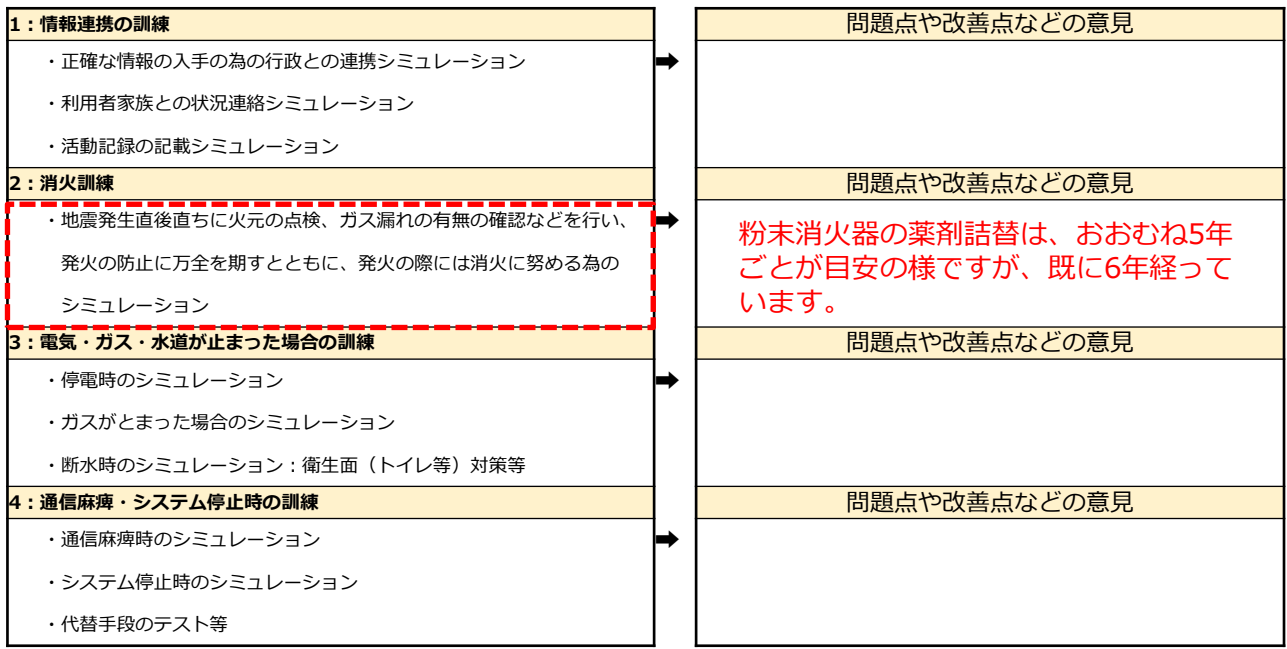 1：情報連携の訓練
・正確な情報の入手の為の行政との連携シミュレーション
・利用者家族との状況連絡シミュレーション
・活動記録の記載シミュレーション
問題点や改善点などの意見
2：消火訓練
・地震発生直後直ちに火元の点検、ガス漏れの有無の確認などを行い、
発火の防止に万全を期すとともに、発火の際には消火に努める為の
シミュレーション
問題点や改善点などの意見
粉末消火器の薬剤詰替は、おおむね5年
ごとが目安の様ですが、既に6年経って
います。
3：電気・ガス・水道が止まった場合の訓練
・停電時のシミュレーション
・ガスがとまった場合のシミュレーション
・断水時のシミュレーション：衛生面（トイレ等）対策等
問題点や改善点などの意見
4：通信麻痺・システム停止時の訓練
・通信麻痺時のシミュレーション
・システム停止時のシミュレーション
・代替手段のテスト等
問題点や改善点などの意見